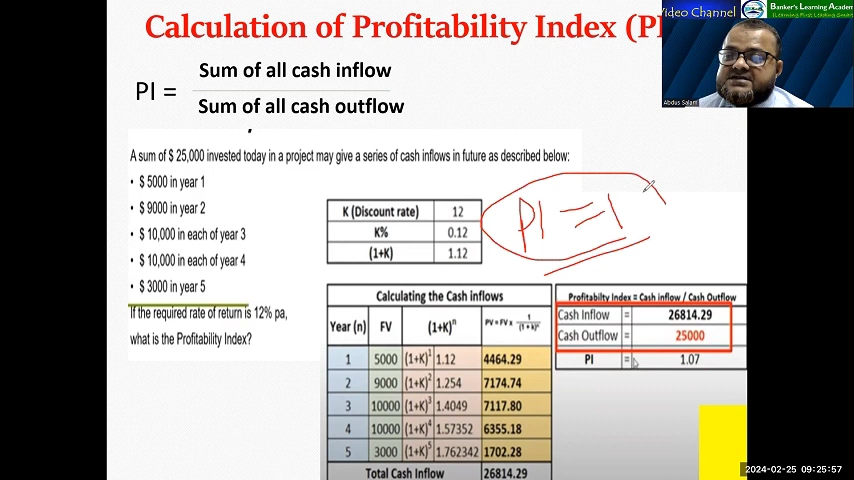 Calculation of Profitability Index (PI
Video Channel
Banker's Learning Academ
Abdus Salam
PI =
Sum of all cash inflow
Sum of all cash outflow
A sum of $ 25,000 invested today in a project may give a series of cash inflows in future as described below:
• $ 5000 in year 1
• $ 9000 in year 2
• $ 10,000 in each of year 3
• $ 10,000 in each of year 4
• $ 3000 in year 5
If the required rate of return is 12% pa,
what is the Profitability Index?
K (Discount rate) 12
K% 0.12
(1+K) 1.12
PI = 1
Calculating the Cash inflows
Year (n) FV (1+K)^n PV = FV x 1/(1+k)^n
1 5000 (1+K)^1 1.12 4464.29
2 9000 (1+K)^2 1.254 7174.74
3 10000 (1+K)^3 1.4049 7117.80
4 10000 (1+K)^4 1.57352 6355.18
5 3000 (1+K)^5 1.762342 1702.28
Total Cash Inflow 26814.29
Profitabilty Index = Cash inflow / Cash Outflow
Cash Inflow = 26814.29
Cash Outflow = 25000
PI = 1.07
2024-02-25 09:25:57